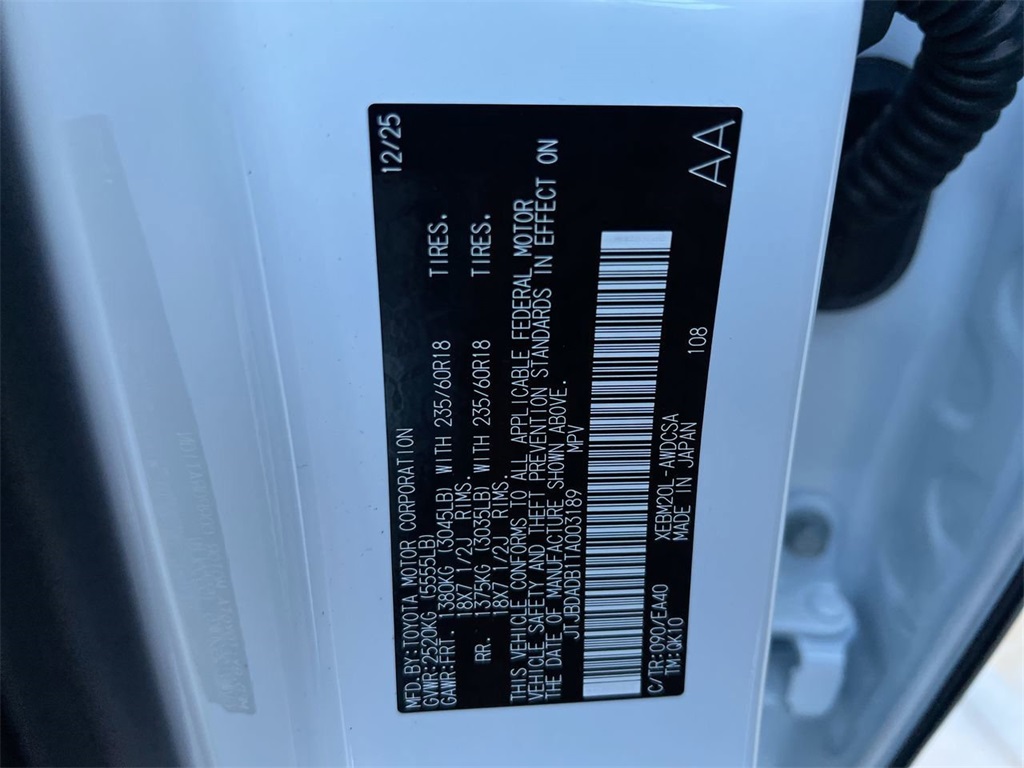 MFD.BY:TOYOTA MOTOR CORPORATION 12/25
GVWR:2520KG (5555LB)
GAWR:FRT. 1380KG (3045LB) WITH 235/60R18 TIRES.
18X7 1/2J RIMS.
RR. 1375KG (3035LB) WITH 235/60R18 TIRES.
18X7 1/2J RIMS.
THIS VEHICLE CONFORMS TO ALL APPLICABLE FEDERAL MOTOR
VEHICLE SAFETY AND THEFT PREVENTION STANDARDS IN EFFECT ON
THE DATE OF MANUFACTURE SHOWN ABOVE.
JTJBDADB1TA003189 MPV
C/TR:090/EA40 XEBM20L-AWDCSA 108
TM:QK10 MADE IN JAPAN
AA